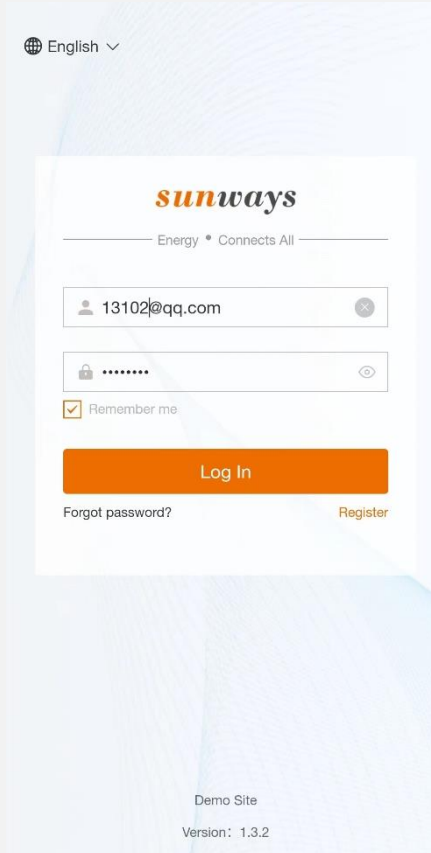 English
sunways
Energy • Connects All
13102@qq.com
••••••••
Remember me
Log In
Forgot password? Register
Demo Site
Version: 1.3.2